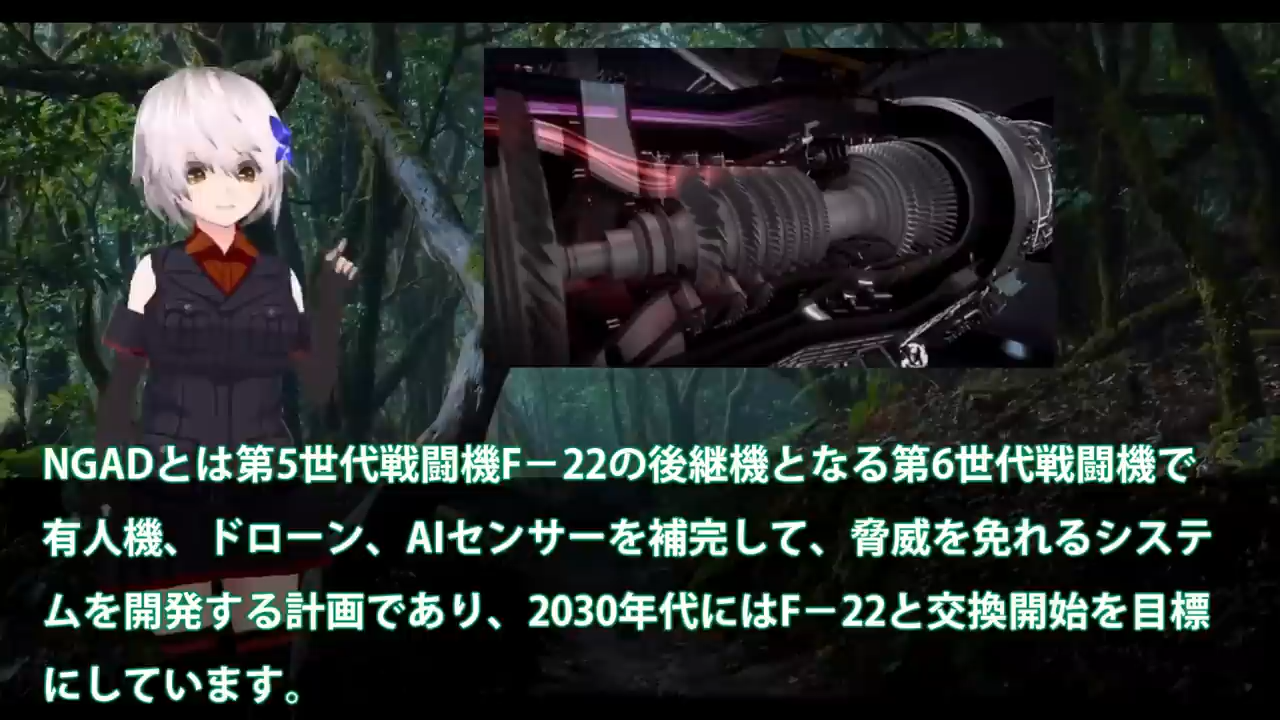 NGADとは第5世代戦闘機F－22の後継機となる第6世代戦闘機で
有人機、ドローン、AIセンサーを補完して、脅威を免れるシステ
ムを開発する計画であり、2030年代にはF－22と交換開始を目標
にしています。